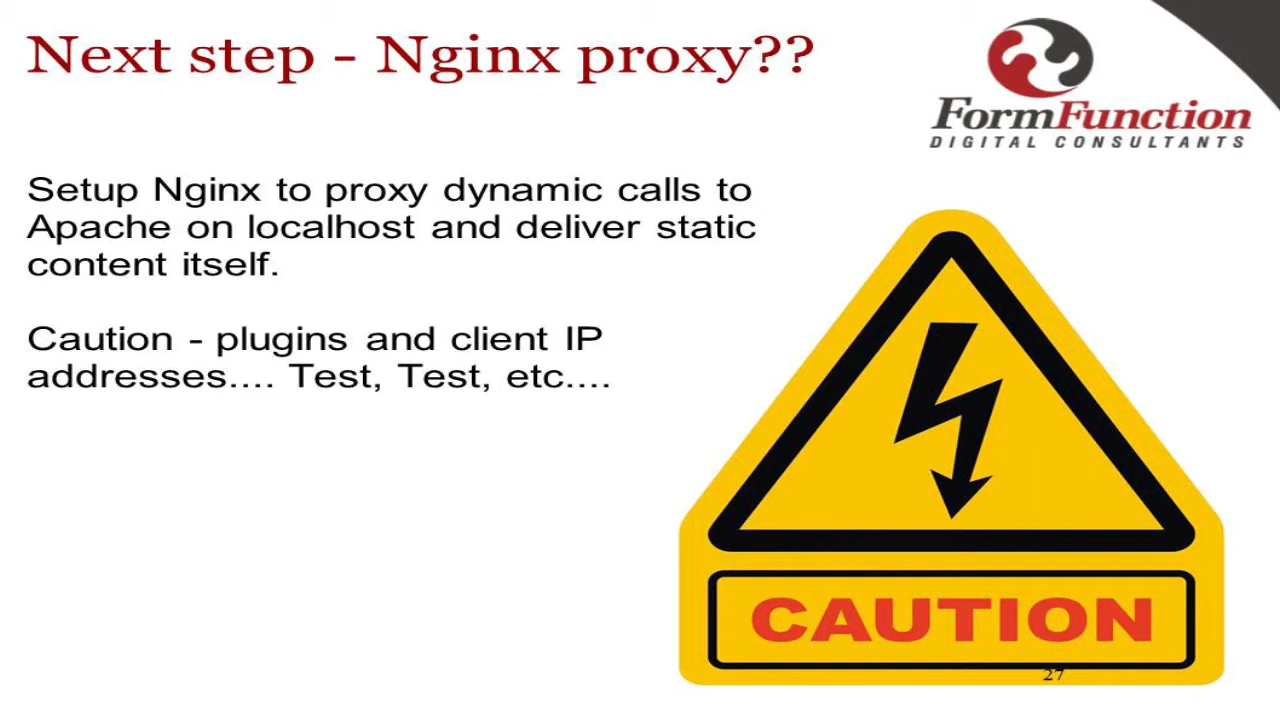 Next step - Nginx proxy??
FormFunction
DIGITAL CONSULTANTS
Setup Nginx to proxy dynamic calls to
Apache on localhost and deliver static
content itself.
Caution - plugins and client IP
addresses.... Test, Test, etc....
CAUTION
27